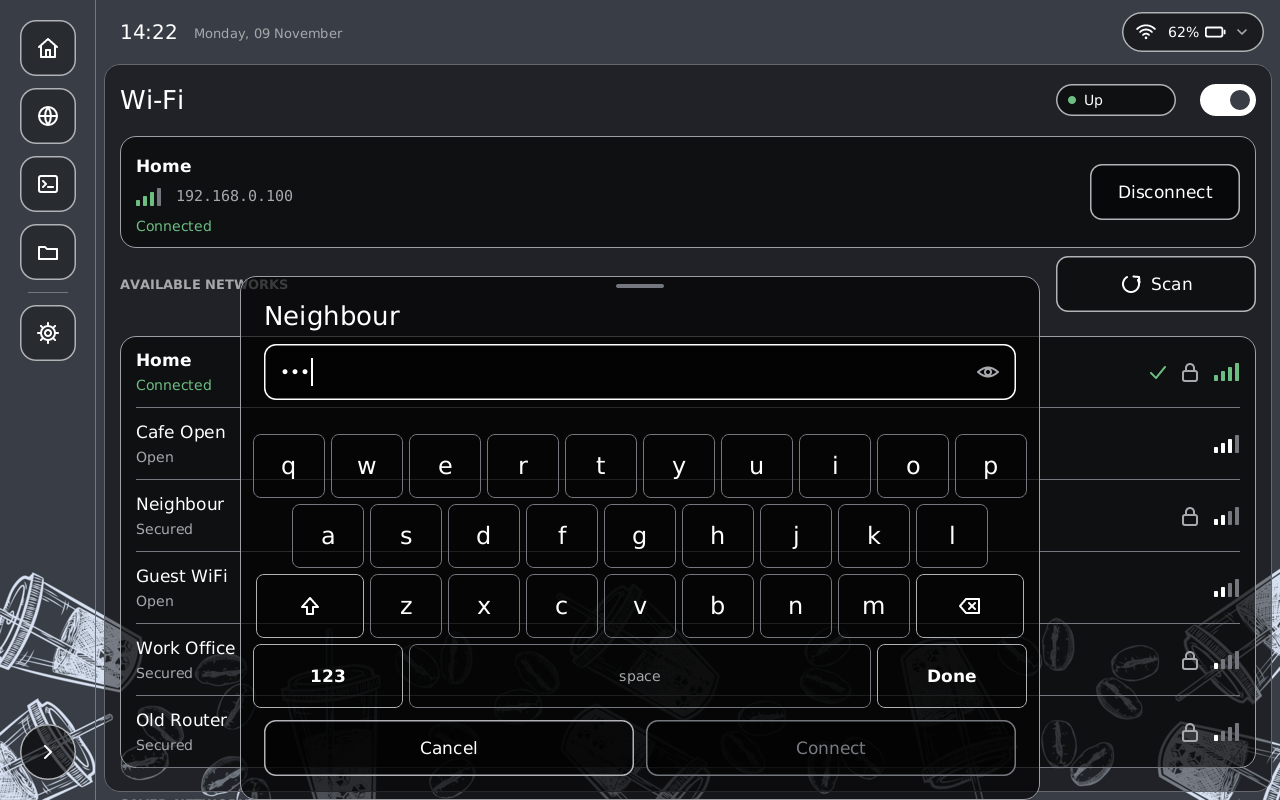 14:22 Monday, 09 November
62%
Wi-Fi
Up
Home
192.168.0.100
Connected
Disconnect
AVAILABLE NETWORKS
Scan
Home
Connected
Cafe Open
Open
Neighbour
Secured
Guest WiFi
Open
Work Office
Secured
Old Router
Secured
Neighbour
•••
q w e r t y u i o p
a s d f g h j k l
z x c v b n m
123 space Done
Cancel Connect